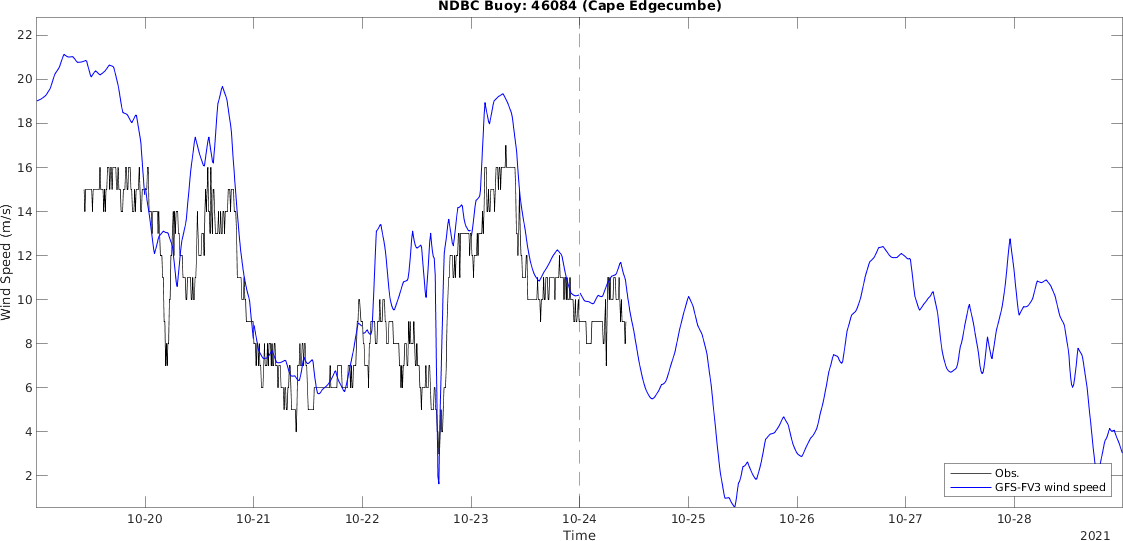 NDBC Buoy: 46084 (Cape Edgecumbe)
22
20
18
16
14
12
10
8
6
4
2
Wind Speed (m/s)
Obs.
GFS-FV3 wind speed
10-20 10-21 10-22 10-23 10-24 10-25 10-26 10-27 10-28
Time
2021